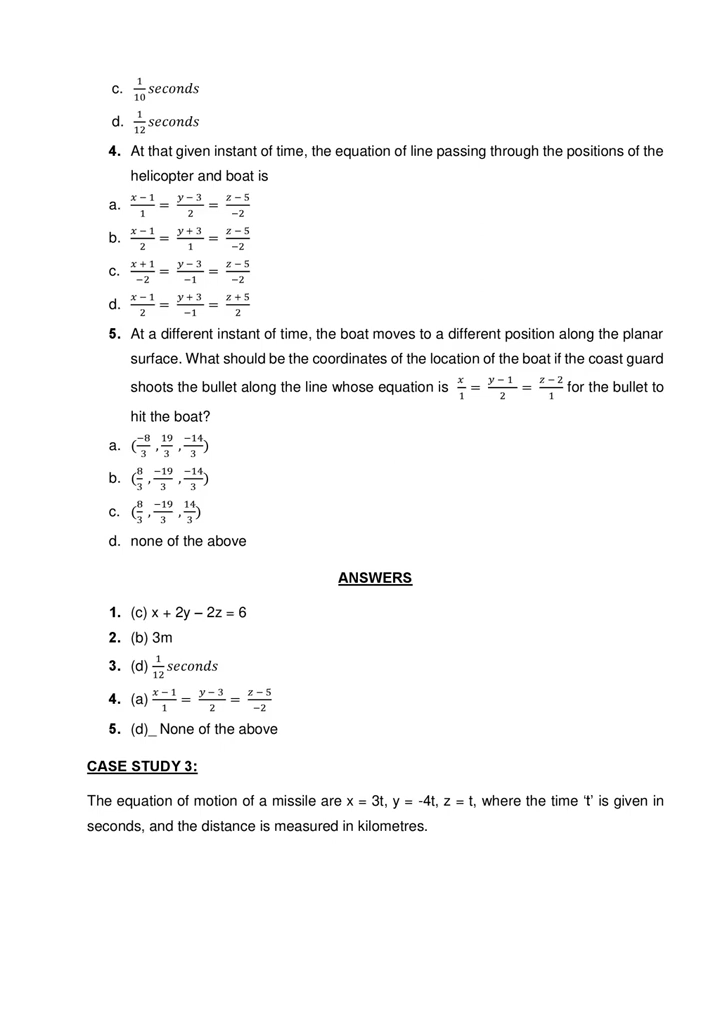 c. 1/10 seconds
d. 1/12 seconds
4. At that given instant of time, the equation of line passing through the positions of the
helicopter and boat is
a. (x – 1)/1 = (y – 3)/2 = (z – 5)/–2
b. (x – 1)/2 = (y + 3)/1 = (z – 5)/–2
c. (x + 1)/–2 = (y – 3)/–1 = (z – 5)/–2
d. (x – 1)/2 = (y + 3)/–1 = (z + 5)/2
5. At a different instant of time, the boat moves to a different position along the planar
surface. What should be the coordinates of the location of the boat if the coast guard
shoots the bullet along the line whose equation is x/1 = (y – 1)/2 = (z – 2)/1 for the bullet to
hit the boat?
a. (–8/3 , 19/3 , –14/3)
b. (8/3 , –19/3 , –14/3)
c. (8/3 , –19/3 , 14/3)
d. none of the above
ANSWERS
1. (c) x + 2y – 2z = 6
2. (b) 3m
3. (d) 1/12 seconds
4. (a) (x – 1)/1 = (y – 3)/2 = (z – 5)/–2
5. (d)_ None of the above
CASE STUDY 3:
The equation of motion of a missile are x = 3t, y = -4t, z = t, where the time ‘t’ is given in
seconds, and the distance is measured in kilometres.